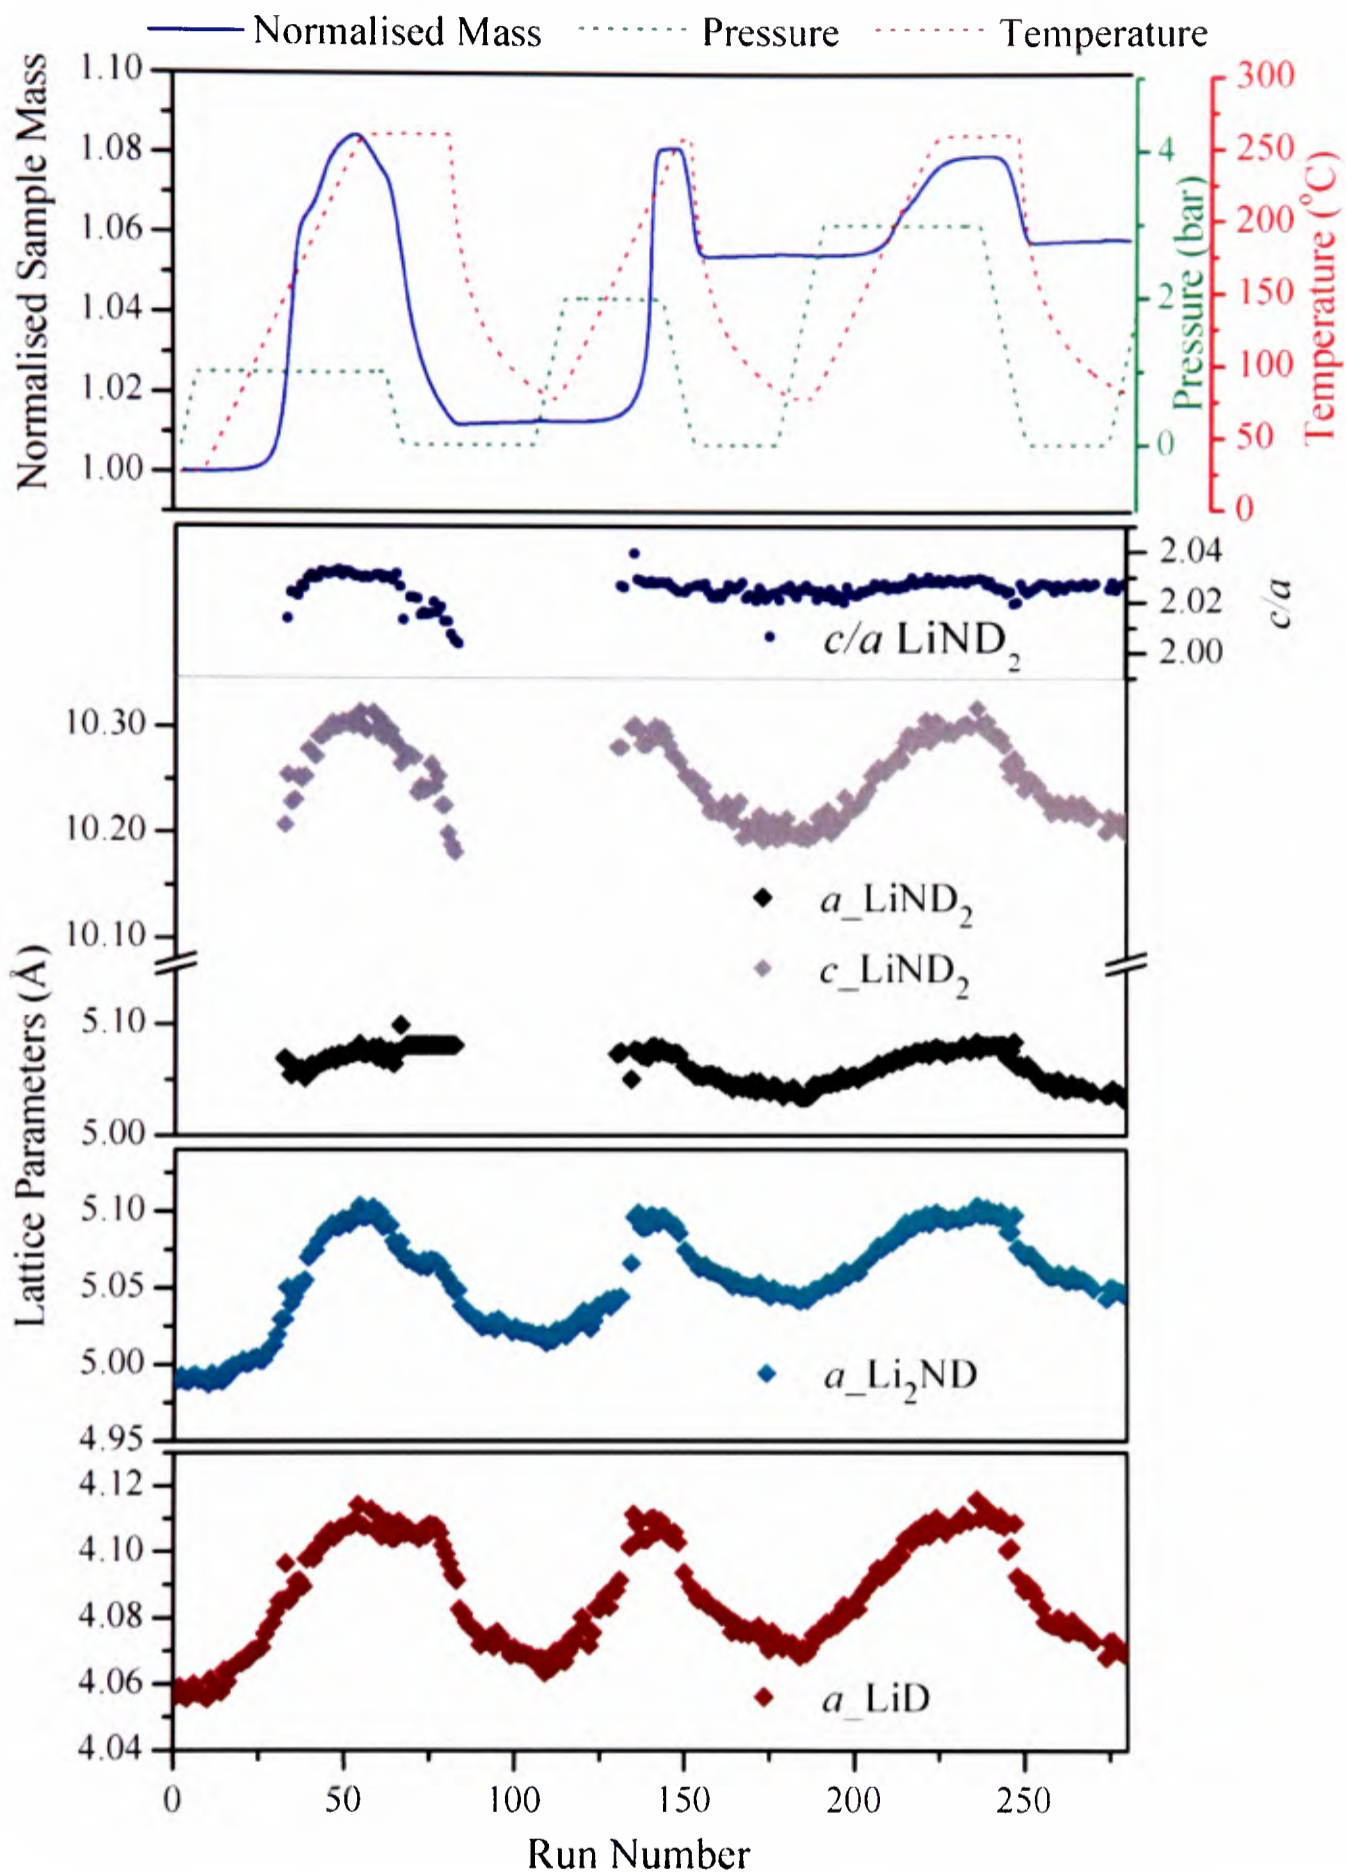 Normalised Mass Pressure Temperature
Normalised Sample Mass
1.10
1.08
1.06
1.04
1.02
1.00
4
2
0
Pressure (bar)
300
250
200
150
100
50
0
Temperature (°C)
2.04
2.02
2.00
c/a
c/a LiND₂
Lattice Parameters (Å)
10.30
10.20
10.10
a_LiND₂
c_LiND₂
5.10
5.00
5.10
5.05
5.00
4.95
a_Li₂ND
4.12
4.10
4.08
4.06
4.04
a_LiD
0 50 100 150 200 250
Run Number